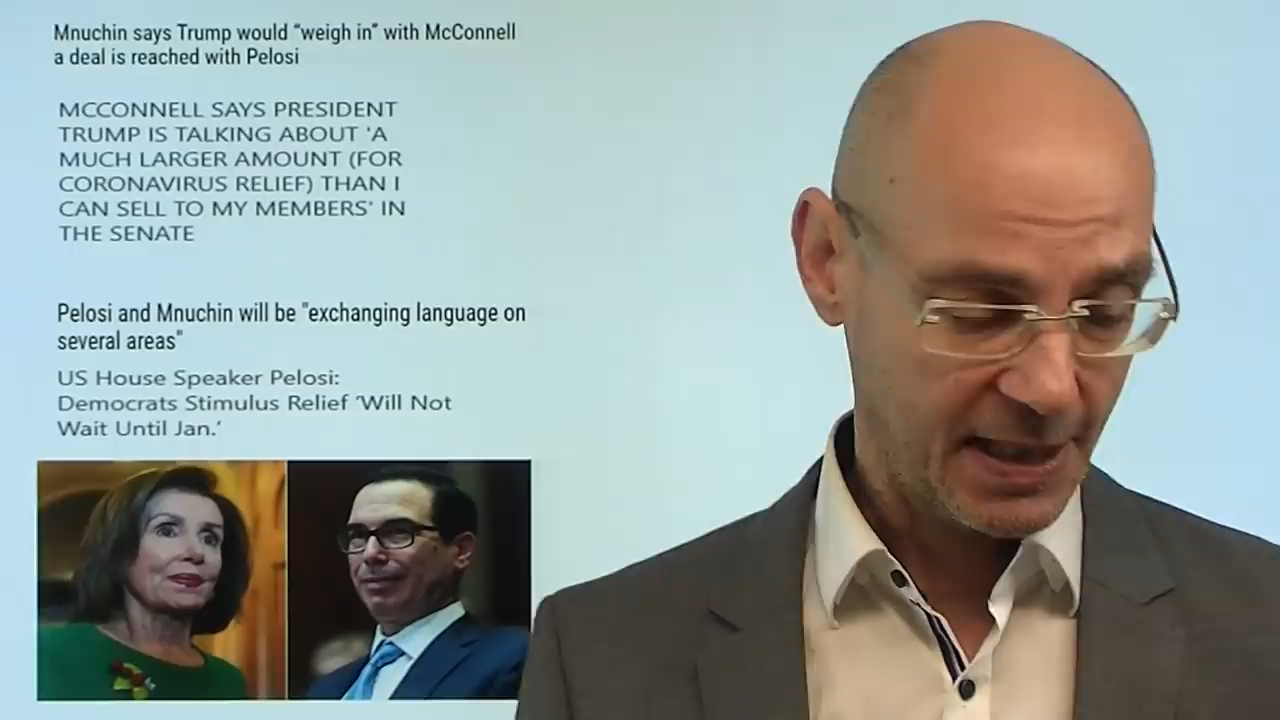 Mnuchin says Trump would “weigh in” with McConnell
a deal is reached with Pelosi
MCCONNELL SAYS PRESIDENT
TRUMP IS TALKING ABOUT 'A
MUCH LARGER AMOUNT (FOR
CORONAVIRUS RELIEF) THAN I
CAN SELL TO MY MEMBERS' IN
THE SENATE
Pelosi and Mnuchin will be "exchanging language on
several areas"
US House Speaker Pelosi:
Democrats Stimulus Relief ‘Will Not
Wait Until Jan.’